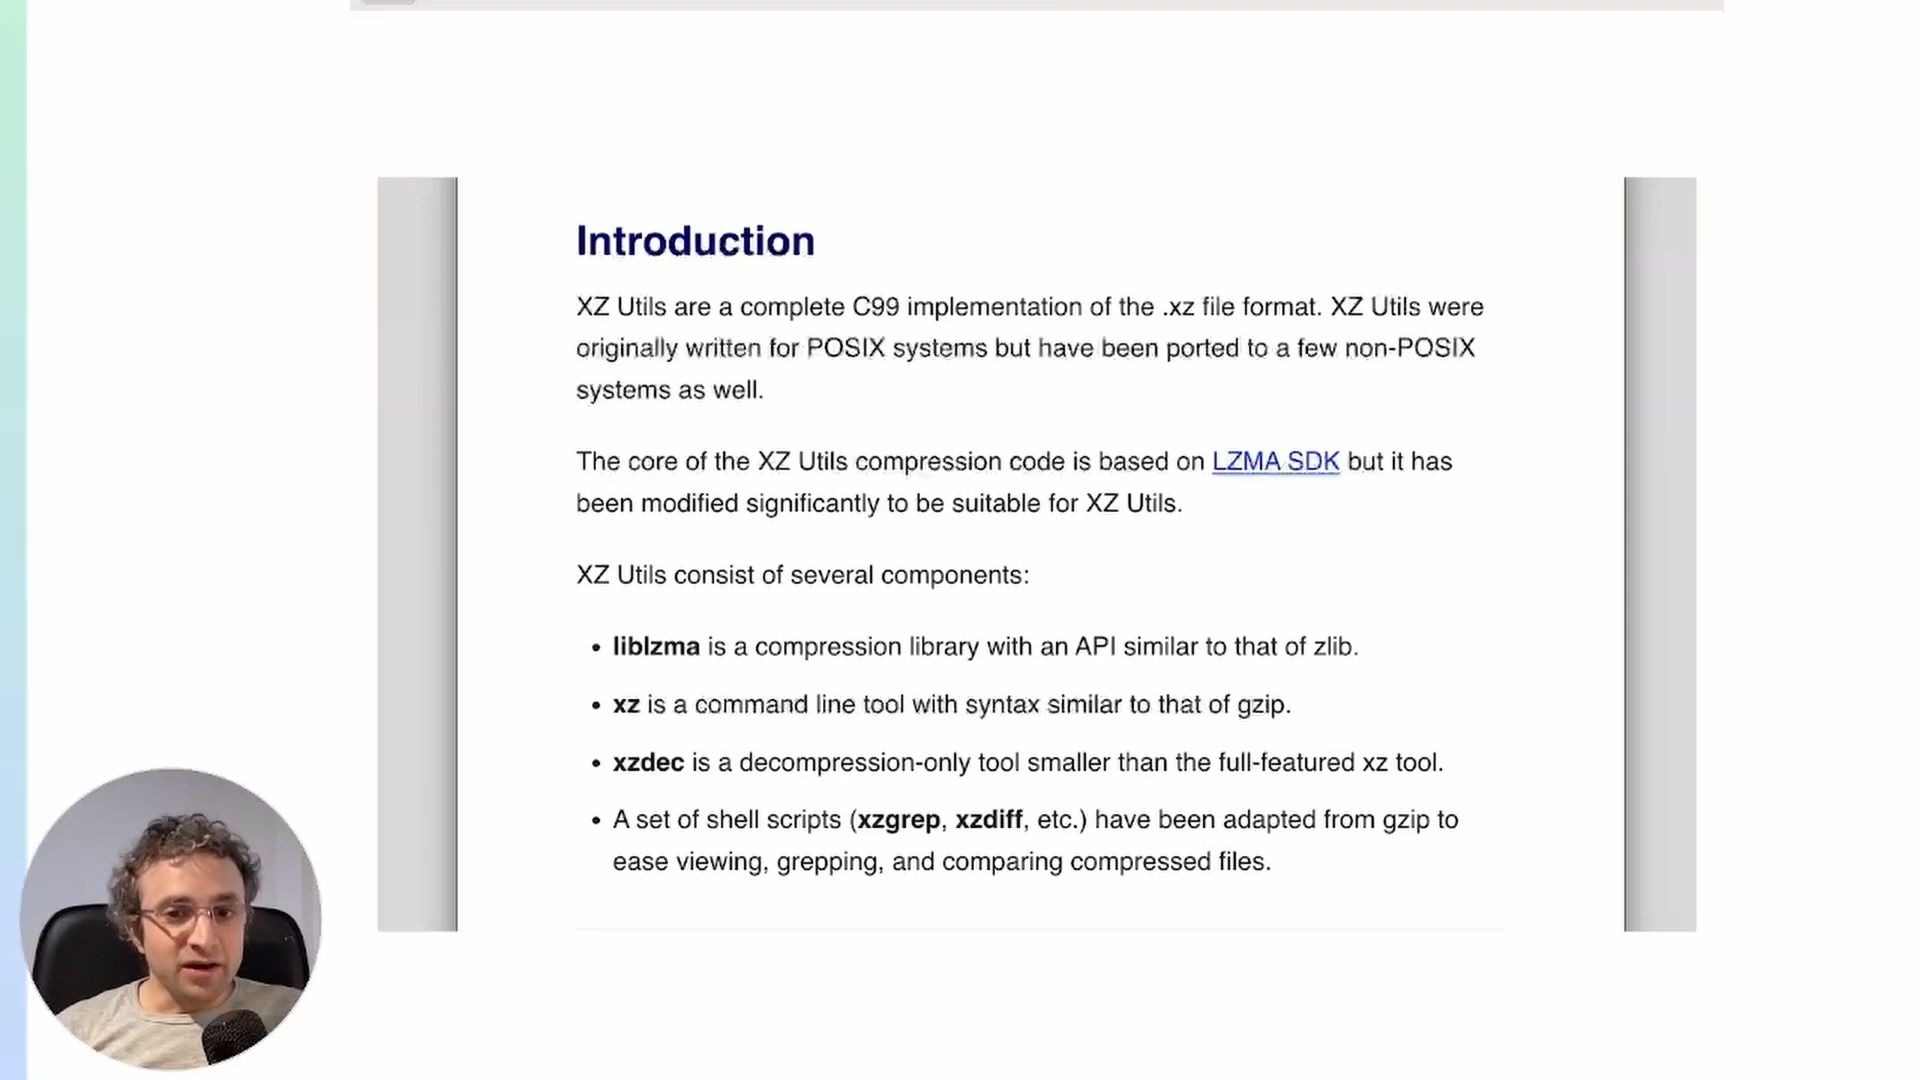 Introduction
XZ Utils are a complete C99 implementation of the .xz file format. XZ Utils were
originally written for POSIX systems but have been ported to a few non-POSIX
systems as well.
The core of the XZ Utils compression code is based on LZMA SDK but it has
been modified significantly to be suitable for XZ Utils.
XZ Utils consist of several components:
• liblzma is a compression library with an API similar to that of zlib.
• xz is a command line tool with syntax similar to that of gzip.
• xzdec is a decompression-only tool smaller than the full-featured xz tool.
• A set of shell scripts (xzgrep, xzdiff, etc.) have been adapted from gzip to
ease viewing, grepping, and comparing compressed files.